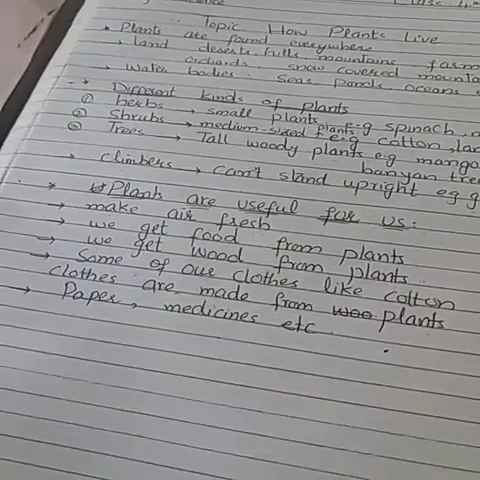 Topic How Plants Live
* Plants are found everywhere
→ land deserts hills mountains farm
orchards. snow covered mounta
→ Water bodies. seas ponds oceans
* Different kinds of plants
① herbs → small plants e.g spinach
② Shrubs → medium-sized plants e.g cotton,
③ Trees → Tall woody plants e.g mango
banyan tre
→ climbers → can't stand upright eg.g
* Plants are useful for us:
→ make air fresh
→ we get food from plants
→ we get wood from plants.
→ Some of our clothes like cotton
clothes are made from plants
→ Paper, medicines etc.